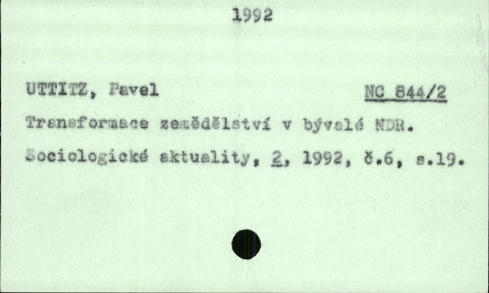 1992
UTTITZ, Pavel NC 844/2
Transformace zemědělství v bývalé NDR.
Sociologické aktuality, 2, 1992, č.6, s.19.